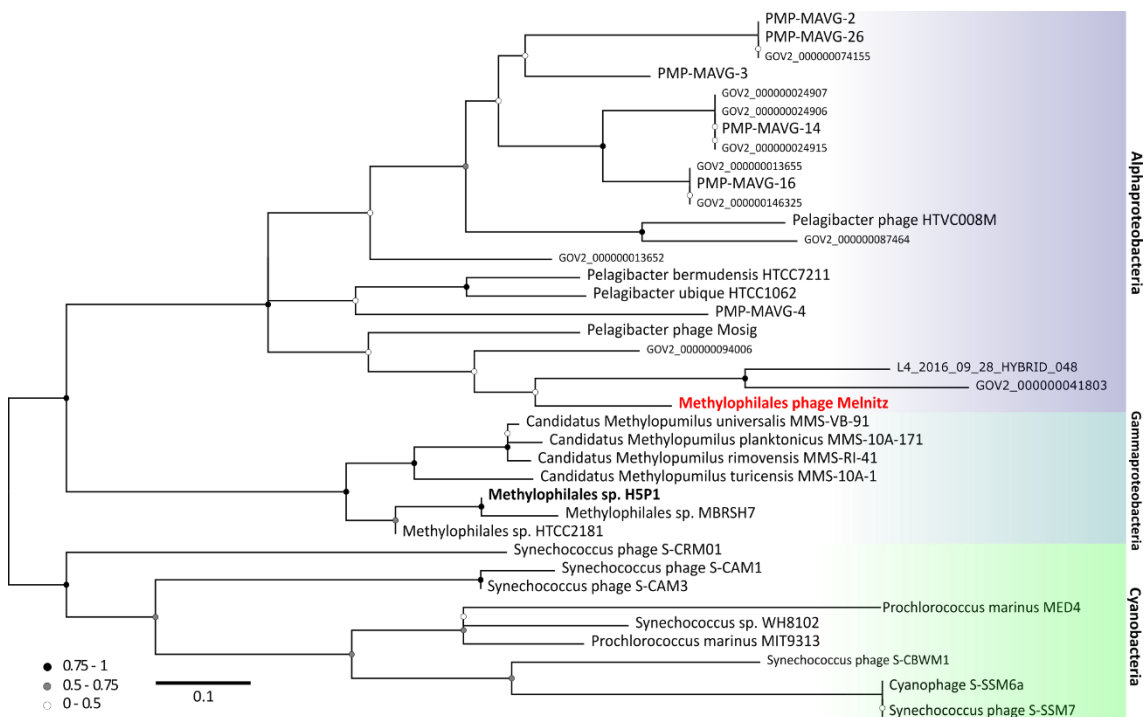 PMP-MAVG-2
PMP-MAVG-26
GOV2_000000074155
PMP-MAVG-3
GOV2_000000024907
GOV2_000000024906
PMP-MAVG-14
GOV2_000000024915
GOV2_000000013655
PMP-MAVG-16
GOV2_000000146325
Pelagibacter phage HTVC008M
GOV2_000000087464
GOV2_000000013652
Pelagibacter bermudensis HTCC7211
Pelagibacter ubique HTCC1062
PMP-MAVG-4
Pelagibacter phage Mosig
GOV2_000000094006
L4_2016_09_28_HYBRID_048
GOV2_000000041803
Methylophilales phage Melnitz
Alphaproteobacteria
Candidatus Methylopumilus universalis MMS-VB-91
Candidatus Methylopumilus planktonicus MMS-10A-171
Candidatus Methylopumilus rimovensis MMS-RI-41
Candidatus Methylopumilus turicensis MMS-10A-1
Methylophilales sp. H5P1
Methylophilales sp. MBRSH7
Methylophilales sp. HTCC2181
Gammaproteobacteria
Synechococcus phage S-CRM01
Synechococcus phage S-CAM1
Synechococcus phage S-CAM3
Prochlorococcus marinus MED4
Synechococcus sp. WH8102
Prochlorococcus marinus MIT9313
Synechococcus phage S-CBWM1
Cyanophage S-SSM6a
Synechococcus phage S-SSM7
Cyanobacteria
0.75 - 1
0.5 - 0.75
0 - 0.5
0.1